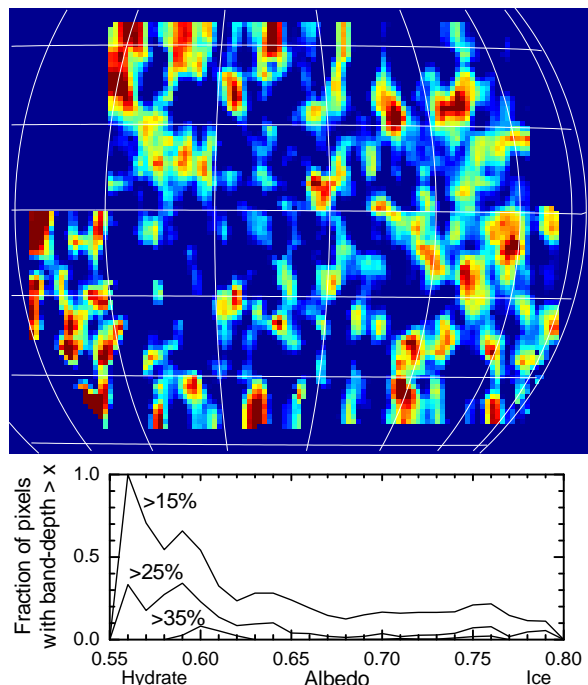 Fraction of pixels
with band-depth > x
1.0
0.5
0.0
>15%
>25%
>35%
0.55 0.60 0.65 0.70 0.75 0.80
Hydrate Albedo Ice